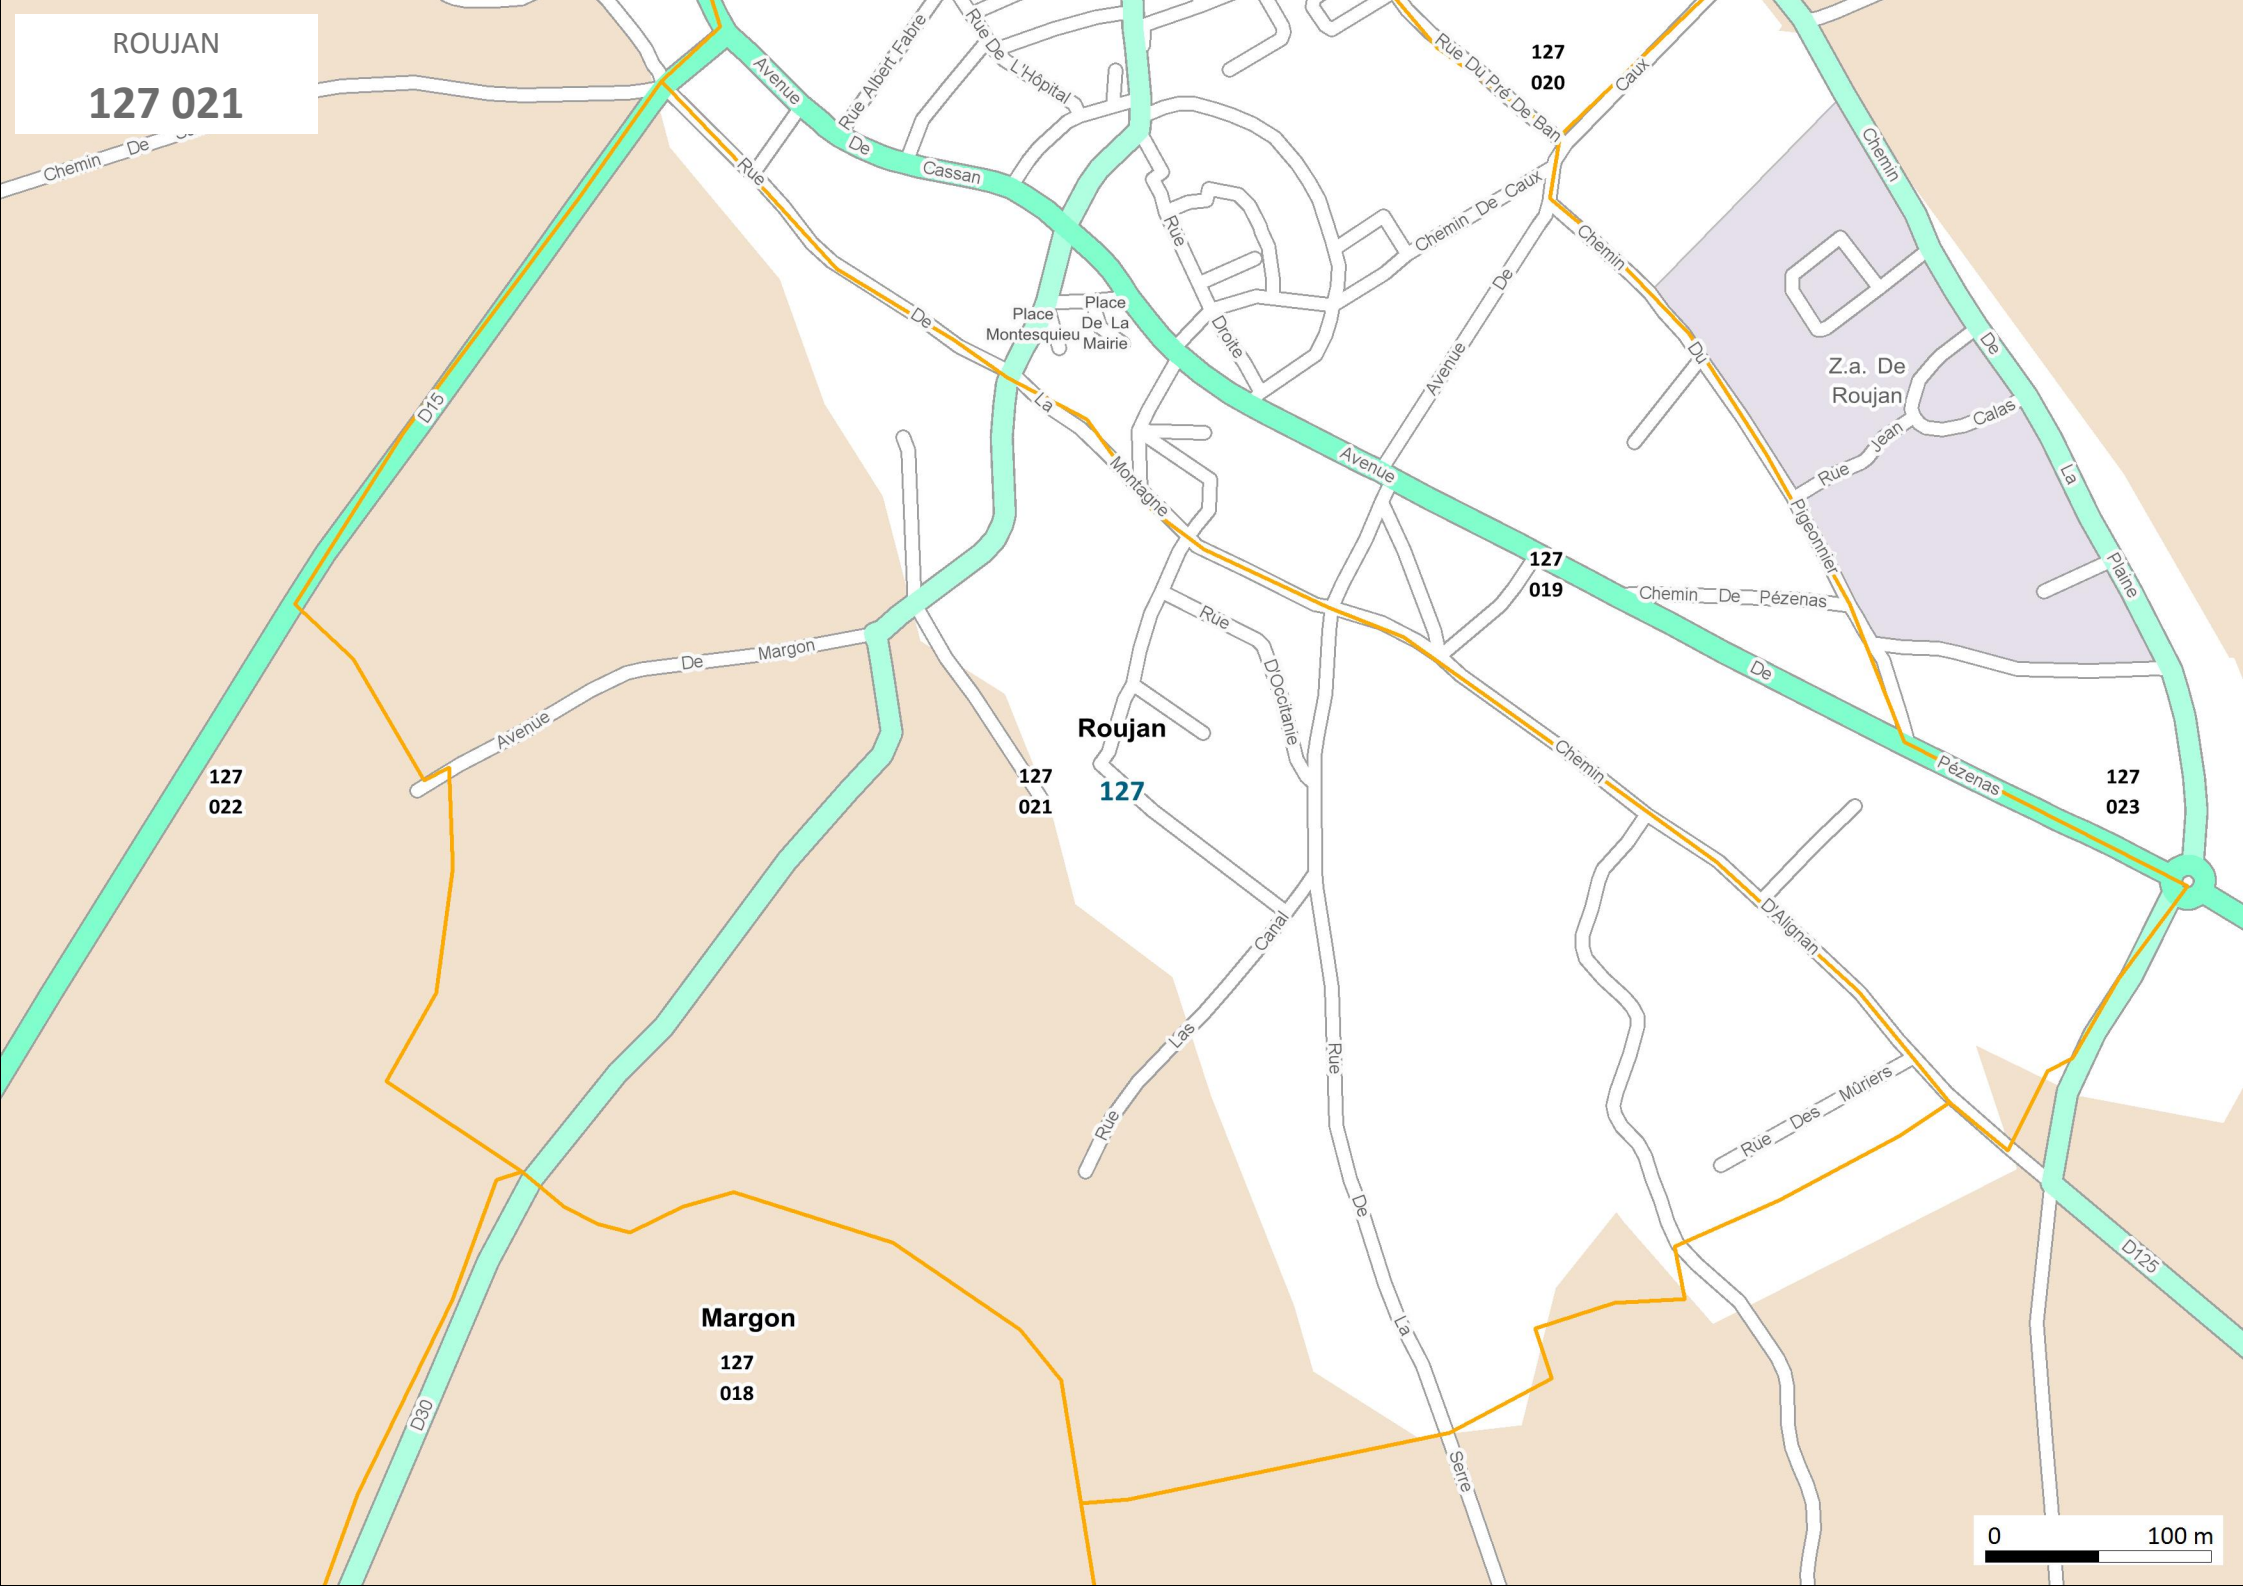 ROUJAN
127 021
Chemin De
Avenue De Cassan
Rue Albert Fabre
Rue De L'Hôpital
Rue Du Pré De Ban
127
020
Caux
Chemin De La Plaine
Rue De La Montagne
Rue Droite
Chemin De Caux
Avenue De
Chemin Du Pigeonnier
Place
Montesquieu
Place
De La
Mairie
Z.a. De
Roujan
Rue Jean Calas
D15
Avenue De Pézenas
127
019
Chemin De Pézenas
Rue D'Occitanie
Avenue De Margon
Roujan
127
127
021
127
022
127
023
Chemin D'Alignan
Rue Las Canal
Rue De La Serre
Rue Des Mûriers
D125
Margon
127
018
D30
0 100 m